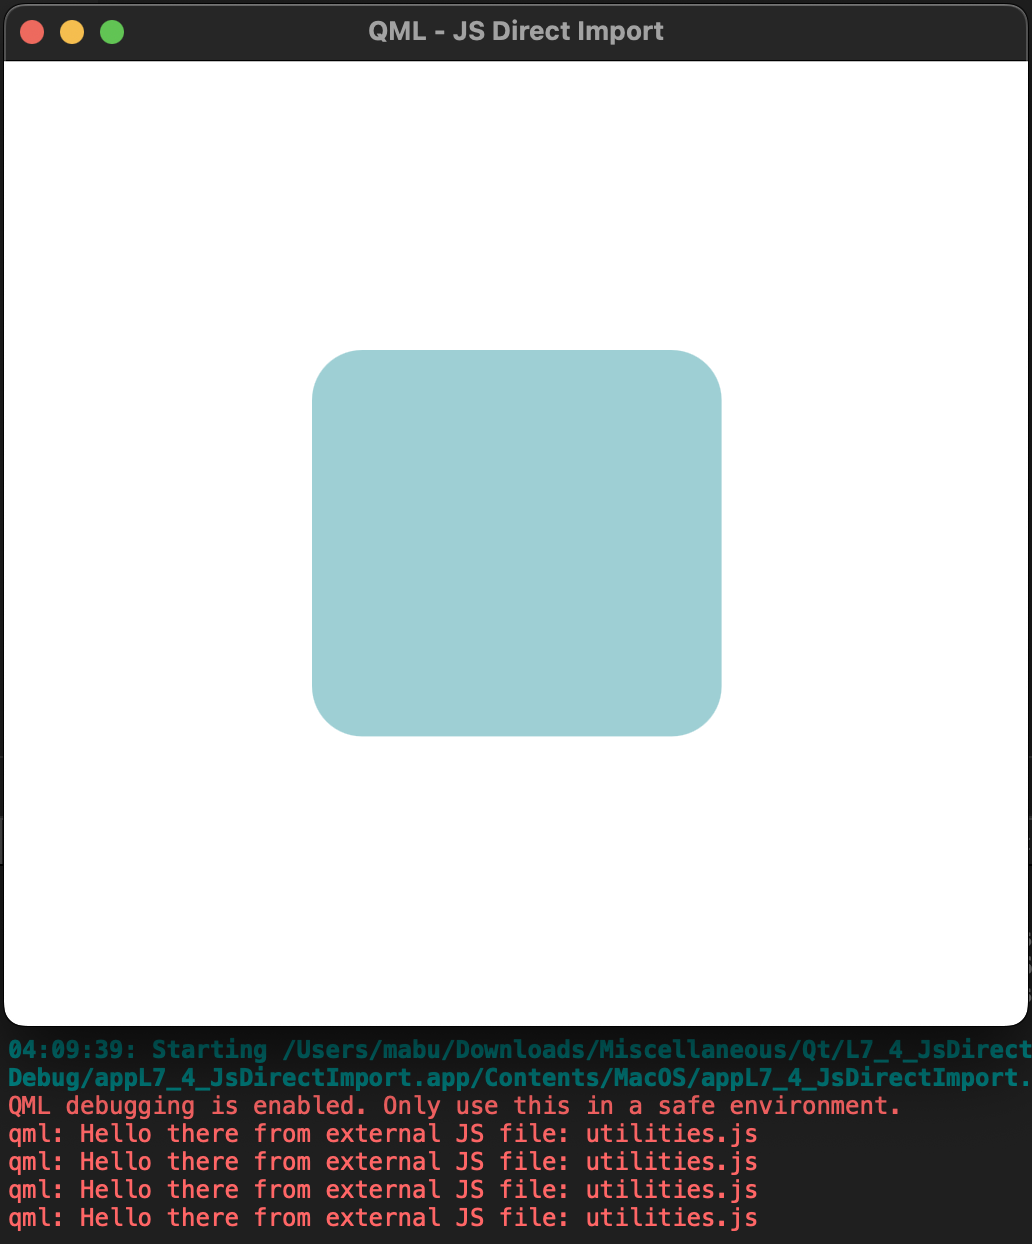 QML - JS Direct Import
04:09:39: Starting /Users/mabu/Downloads/Miscellaneous/Qt/L7_4_JsDirect
Debug/appL7_4_JsDirectImport.app/Contents/MacOS/appL7_4_JsDirectImport.
QML debugging is enabled. Only use this in a safe environment.
qml: Hello there from external JS file: utilities.js
qml: Hello there from external JS file: utilities.js
qml: Hello there from external JS file: utilities.js
qml: Hello there from external JS file: utilities.js